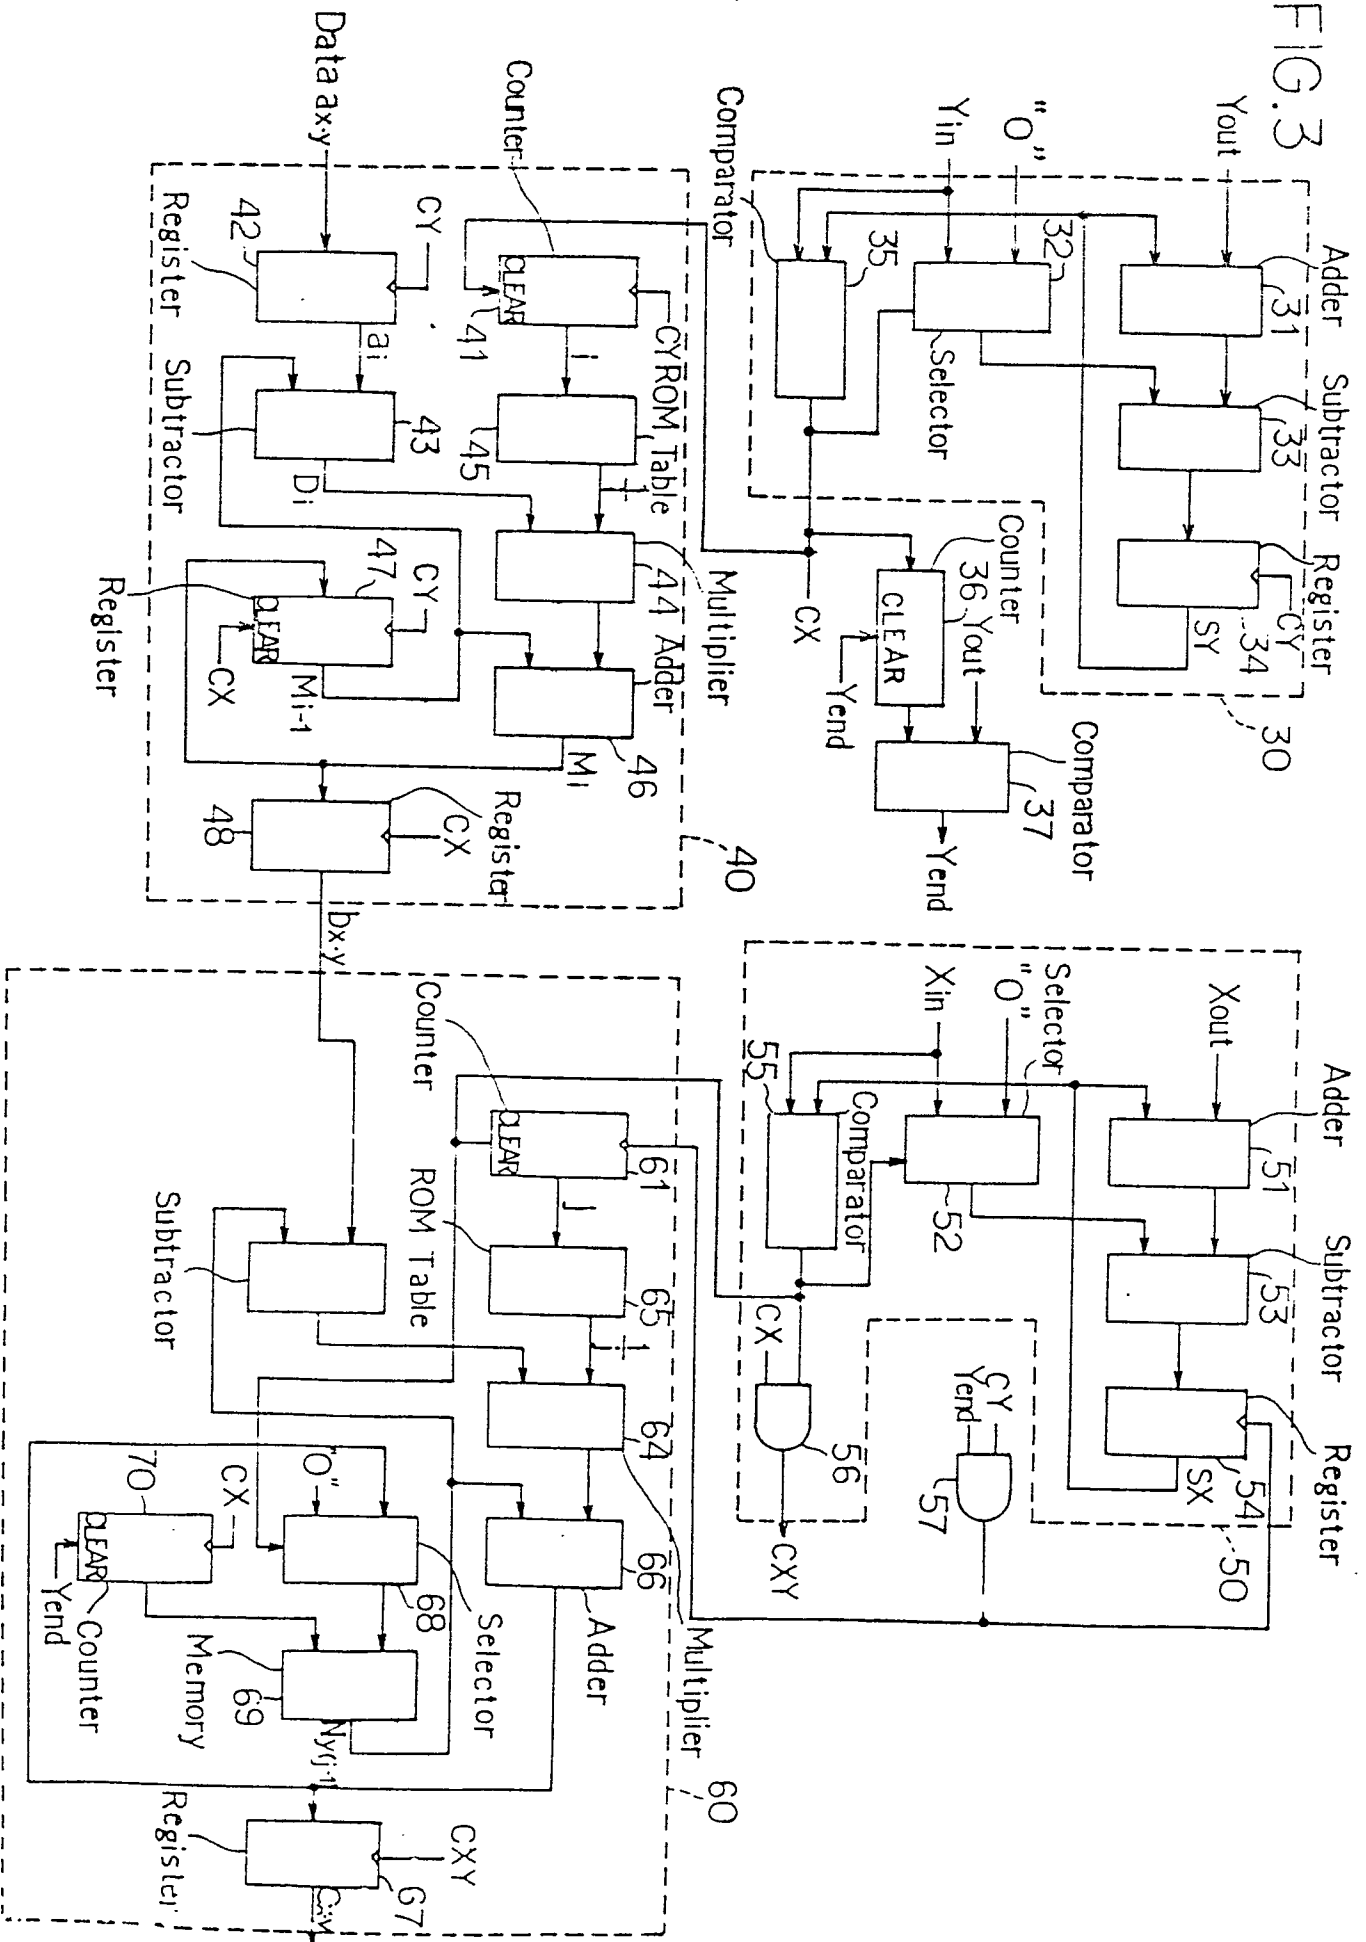 FIG. 3
Yout
Adder
31
Subtractor
33
Register
34
CY
SY
30
"0"
Yin
32
Selector
35
Comparator
CX
Counter
36
CLEAR
Yend
Yout
Comparator
37
Yend
Counter
CLEAR
41
CY
i
ROM Table
45
Multiplier
44
Adder
46
Mi
40
Data ax·y
CY
42
Register
ai
43
Subtractor
Di
47
CY
CLEAR
CX
Register
Mi-1
Register
CX
48
bx·y
Xout
Adder
51
Subtractor
53
Register
54
SX
50
Selector
"0"
Xin
52
55
Comparator
CX
56
CXY
CY
Yend
57
Counter
CLEAR
61
j
ROM Table
65
64
Multiplier
66
Adder
60
Subtractor
"0"
68
Selector
70
CX
CLEAR
Yend
Counter
Memory
69
Ny(j-1)
Register
CXY
67